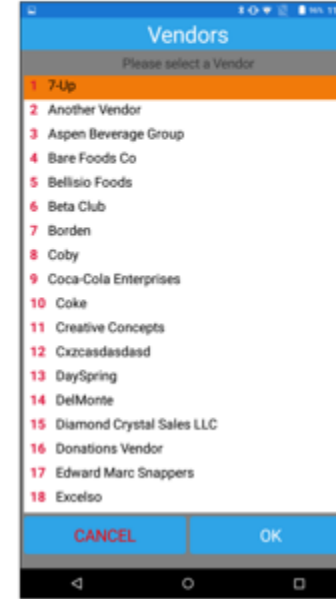 Vendors
Please select a Vendor
1 7-Up
2 Another Vendor
3 Aspen Beverage Group
4 Bare Foods Co
5 Bellisio Foods
6 Beta Club
7 Borden
8 Coby
9 Coca-Cola Enterprises
10 Coke
11 Creative Concepts
12 Cxzcasdasdasd
13 DaySpring
14 DelMonte
15 Diamond Crystal Sales LLC
16 Donations Vendor
17 Edward Marc Snappers
18 Excelso
CANCEL OK